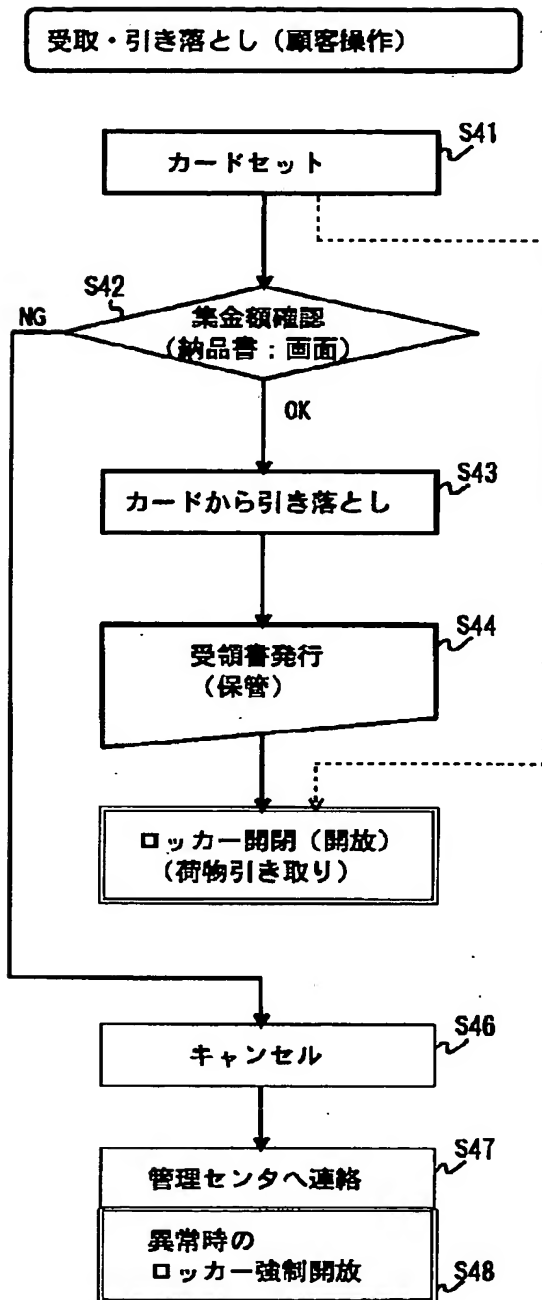 受取・引き落とし（顧客操作）
S41
カードセット
S42
NG
集金額確認
（納品書：画面）
OK
S43
カードから引き落とし
S44
受領書発行
（保管）
ロッカー開閉（開放）
（荷物引き取り）
S46
キャンセル
S47
管理センタへ連絡
異常時の
ロッカー強制開放
S48